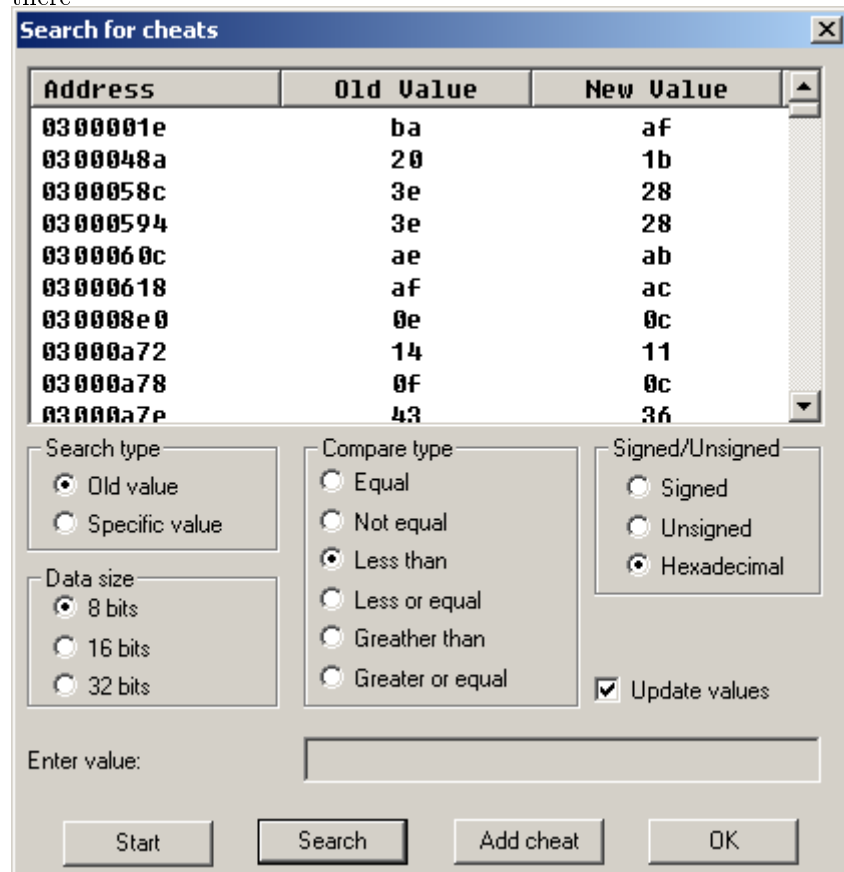 there
Search for cheats
Address Old Value New Value
0300001e ba af
0300048a 20 1b
0300058c 3e 28
03000594 3e 28
0300060c ae ab
03000618 af ac
030008e0 0e 0c
03000a72 14 11
03000a78 0f 0c
03000a7e 43 36
Search type
Old value
Specific value
Data size
8 bits
16 bits
32 bits
Compare type
Equal
Not equal
Less than
Less or equal
Greather than
Greater or equal
Signed/Unsigned
Signed
Unsigned
Hexadecimal
Update values
Enter value:
Start Search Add cheat OK